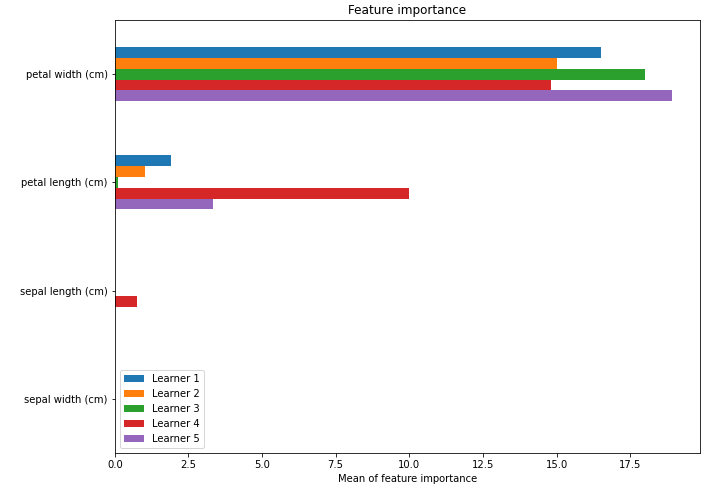 Feature importance
petal width (cm)
petal length (cm)
sepal length (cm)
sepal width (cm)
Learner 1
Learner 2
Learner 3
Learner 4
Learner 5
0.0 2.5 5.0 7.5 10.0 12.5 15.0 17.5
Mean of feature importance